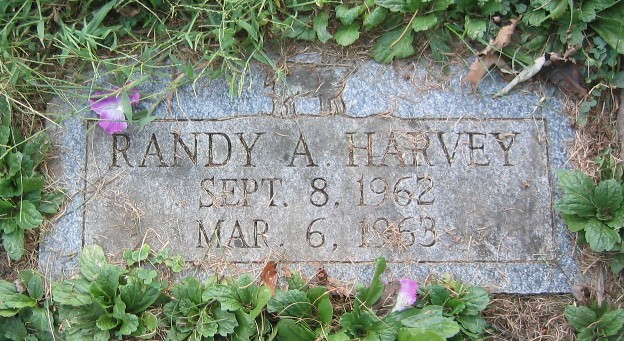 RANDY A. HARVEY
SEPT. 8, 1962
MAR. 6, 1963